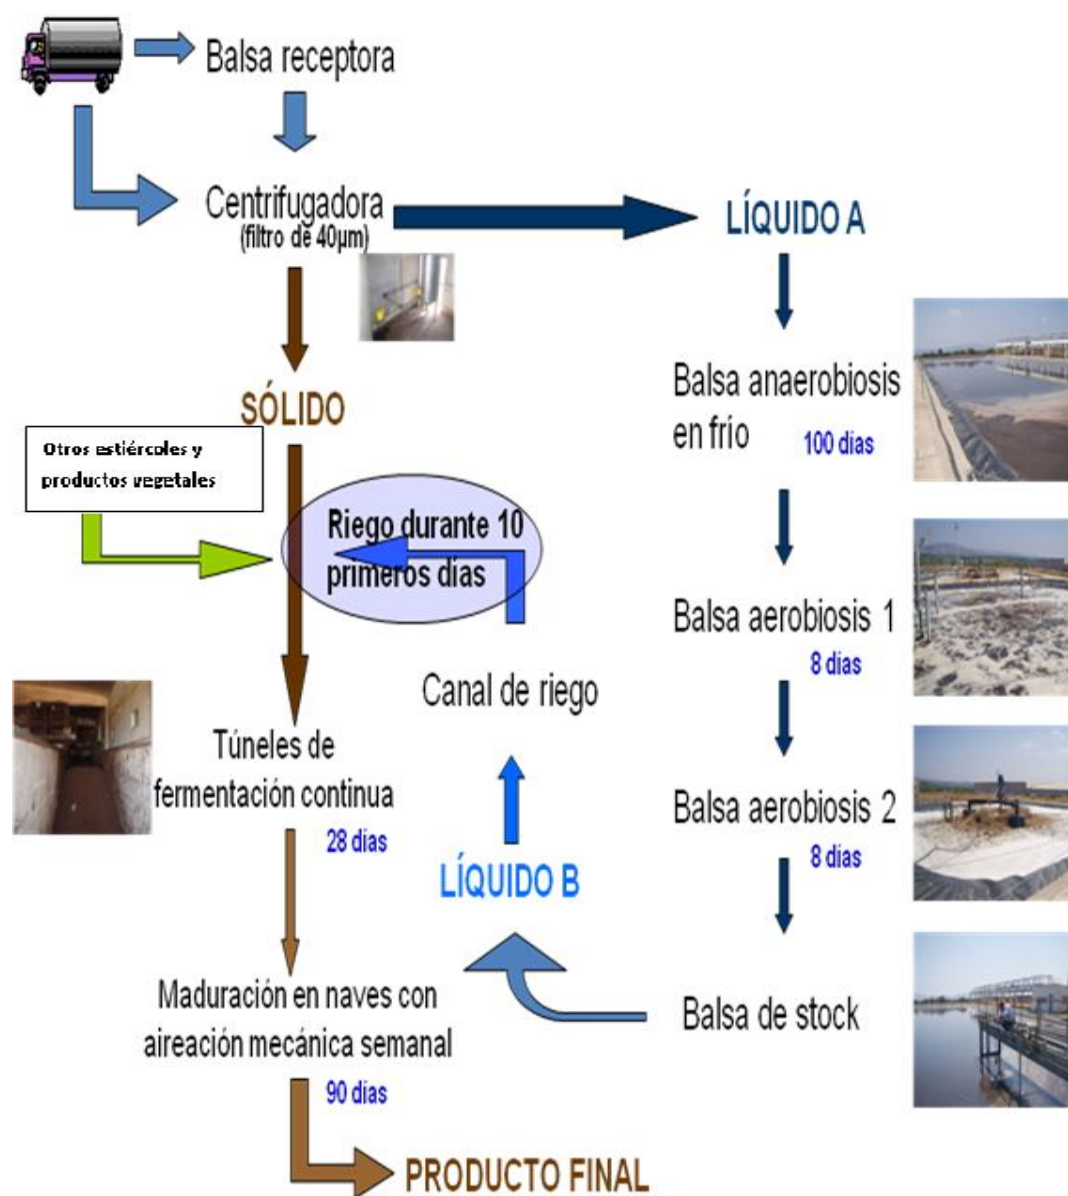 Balsa receptora
Centrifugadora
(filtro de 40µm)
LÍQUIDO A
SÓLIDO
Balsa anaerobiosis
en frío
100 días
Otros estiércoles y
productos vegetales
Riego durante 10
primeros días
Balsa aerobiosis 1
8 días
Canal de riego
Túneles de
fermentación continua
28 días
Balsa aerobiosis 2
8 días
LÍQUIDO B
Maduración en naves con
aireación mecánica semanal
90 días
Balsa de stock
PRODUCTO FINAL